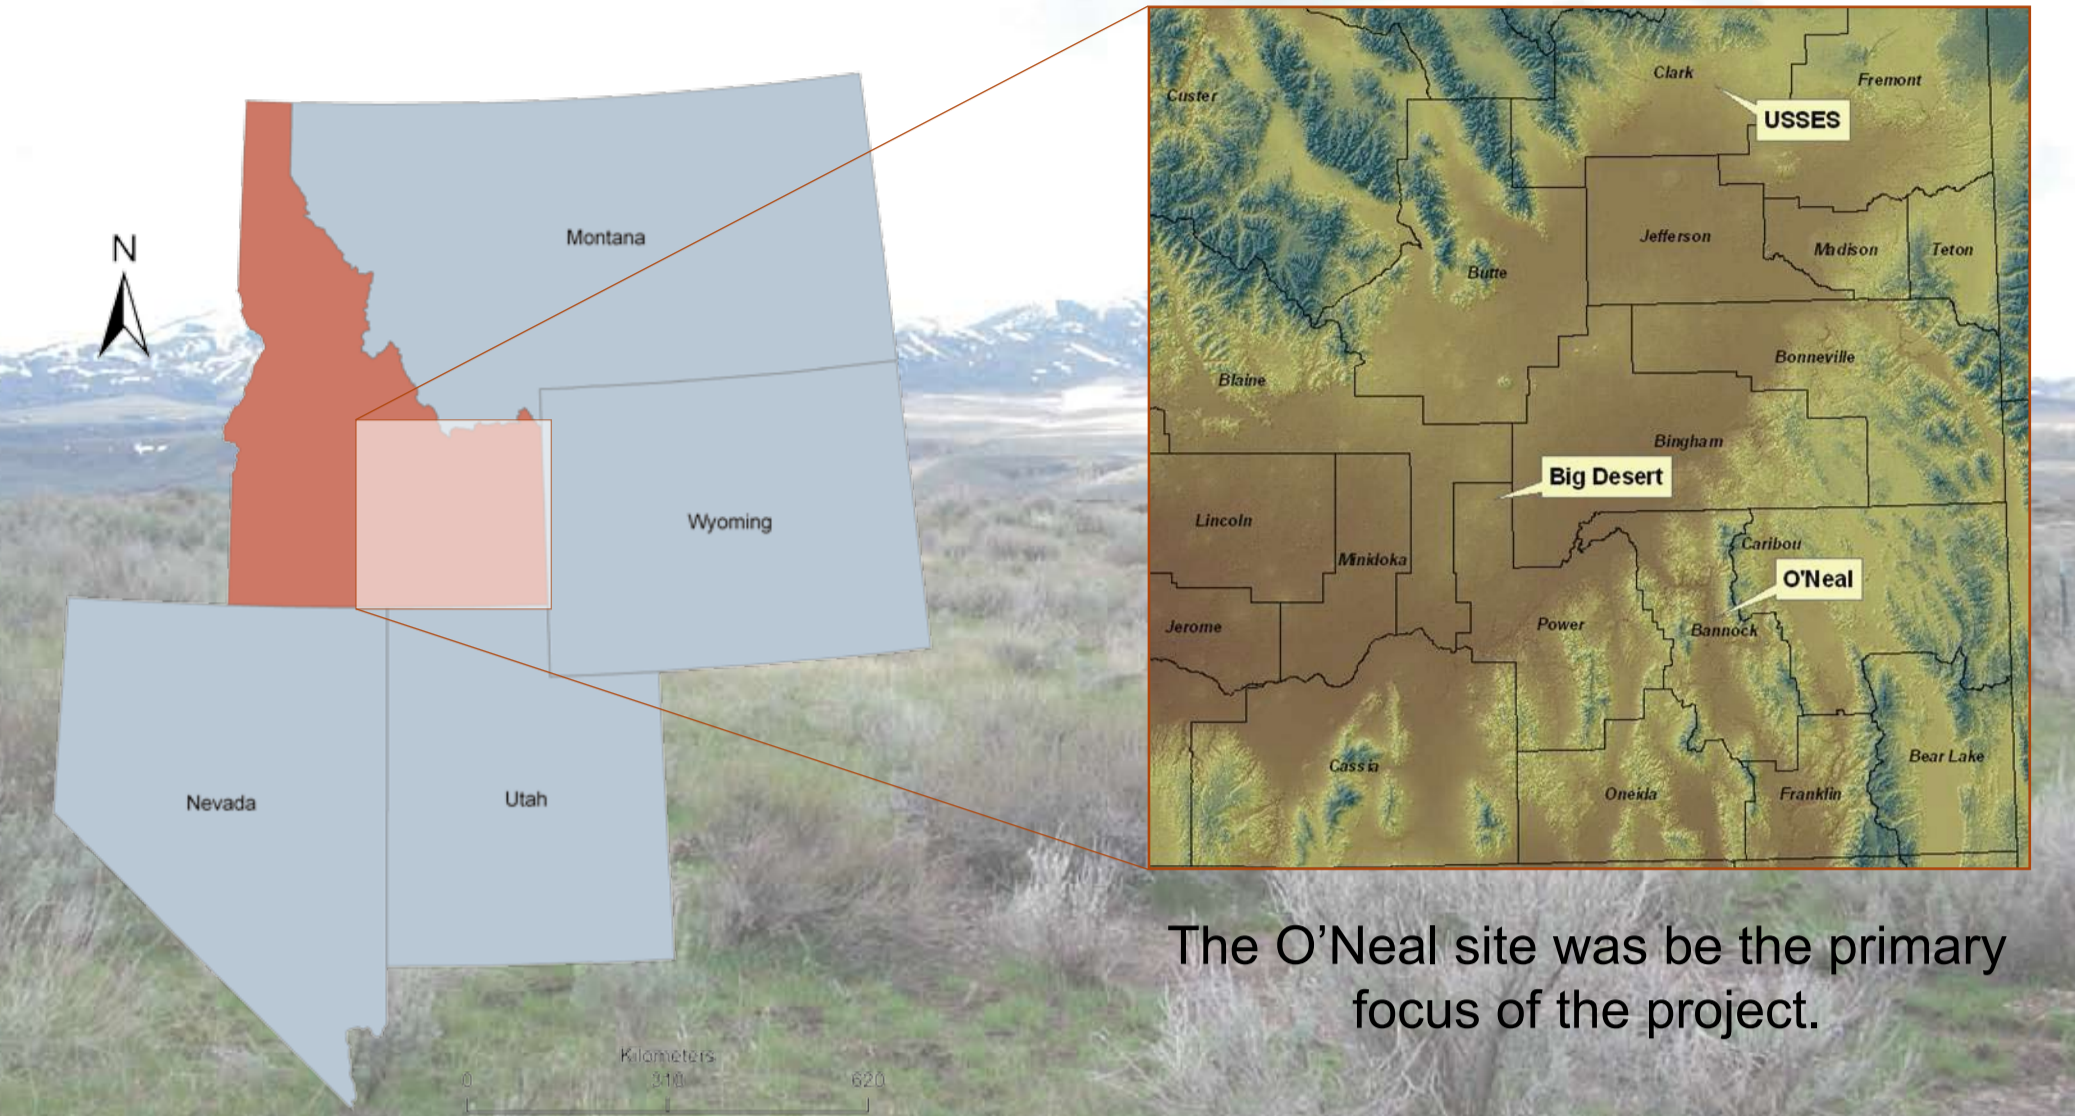 N
Montana
Wyoming
Nevada
Utah
Kilometers
0 310 620
Custer
Clark
Fremont
USSES
Jefferson
Madison
Teton
Butte
Blaine
Bonneville
Bingham
Big Desert
Lincoln
Minidoka
Caribou
O'Neal
Jerome
Power
Bannock
Cassia
Oneida
Franklin
Bear Lake
The O’Neal site was be the primary
focus of the project.